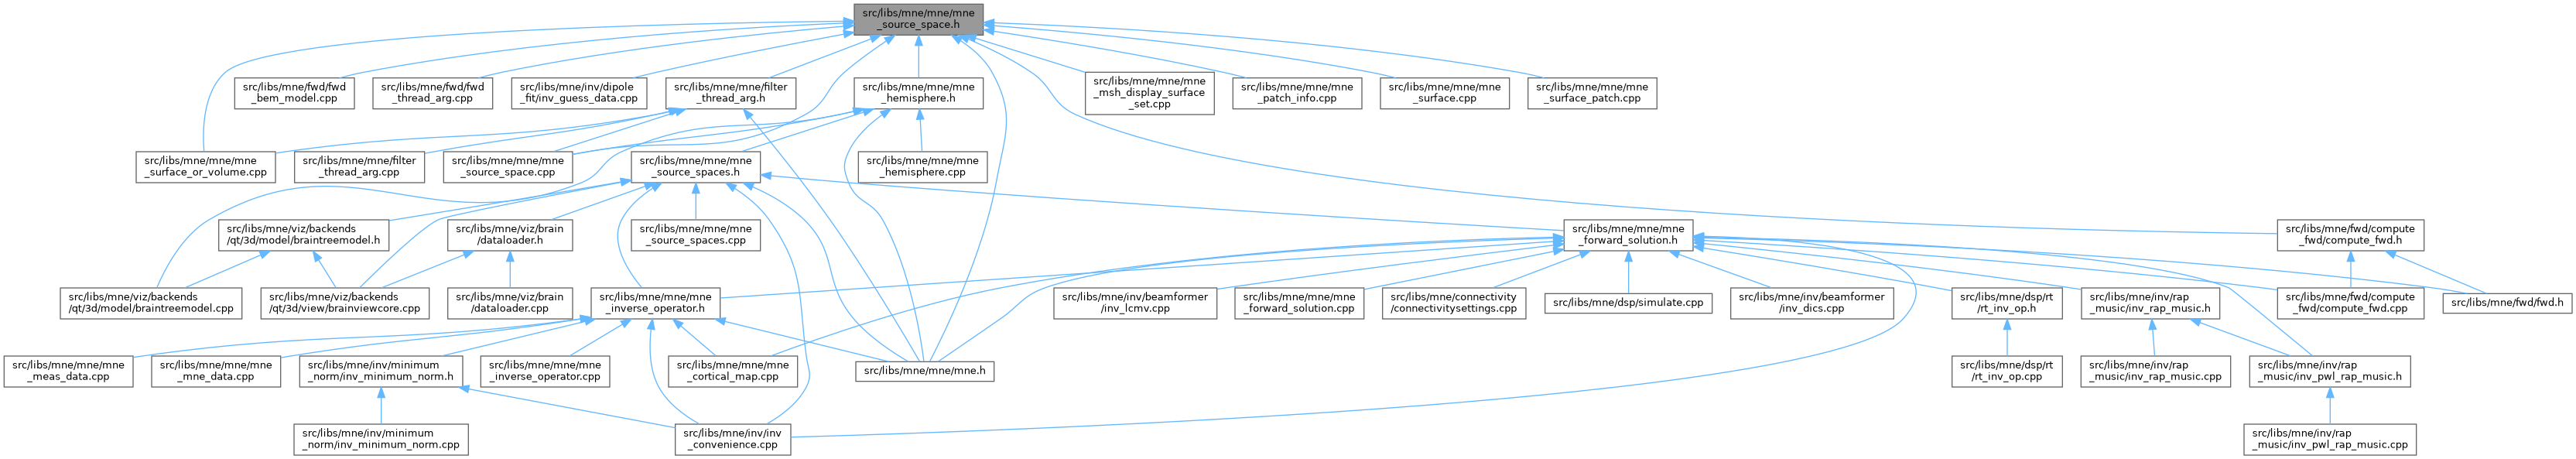 src/libs/mne/mne/mne
_source_space.h
src/libs/mne/fwd/fwd
_bem_model.cpp
src/libs/mne/fwd/fwd
_thread_arg.cpp
src/libs/mne/inv/dipole
_fit/inv_guess_data.cpp
src/libs/mne/mne/filter
_thread_arg.h
src/libs/mne/mne/mne
_hemisphere.h
src/libs/mne/mne/mne
_msh_display_surface
_set.cpp
src/libs/mne/mne/mne
_patch_info.cpp
src/libs/mne/mne/mne
_surface.cpp
src/libs/mne/mne/mne
_surface_patch.cpp
src/libs/mne/mne/mne
_surface_or_volume.cpp
src/libs/mne/mne/filter
_thread_arg.cpp
src/libs/mne/mne/mne
_source_space.cpp
src/libs/mne/mne/mne
_source_spaces.h
src/libs/mne/mne/mne
_hemisphere.cpp
src/libs/mne/viz/backends
/qt/3d/model/braintreemodel.h
src/libs/mne/viz/brain
/dataloader.h
src/libs/mne/mne/mne
_source_spaces.cpp
src/libs/mne/mne/mne
_forward_solution.h
src/libs/mne/fwd/compute
_fwd/compute_fwd.h
src/libs/mne/viz/backends
/qt/3d/model/braintreemodel.cpp
src/libs/mne/viz/backends
/qt/3d/view/brainviewcore.cpp
src/libs/mne/viz/brain
/dataloader.cpp
src/libs/mne/mne/mne
_inverse_operator.h
src/libs/mne/inv/beamformer
/inv_lcmv.cpp
src/libs/mne/mne/mne
_forward_solution.cpp
src/libs/mne/connectivity
/connectivitysettings.cpp
src/libs/mne/dsp/simulate.cpp
src/libs/mne/inv/beamformer
/inv_dics.cpp
src/libs/mne/dsp/rt
/rt_inv_op.h
src/libs/mne/inv/rap
_music/inv_rap_music.h
src/libs/mne/fwd/compute
_fwd/compute_fwd.cpp
src/libs/mne/fwd/fwd.h
src/libs/mne/mne/mne
_meas_data.cpp
src/libs/mne/mne/mne
_mne_data.cpp
src/libs/mne/inv/minimum
_norm/inv_minimum_norm.h
src/libs/mne/mne/mne
_inverse_operator.cpp
src/libs/mne/mne/mne
_cortical_map.cpp
src/libs/mne/mne/mne.h
src/libs/mne/dsp/rt
/rt_inv_op.cpp
src/libs/mne/inv/rap
_music/inv_rap_music.cpp
src/libs/mne/inv/rap
_music/inv_pwl_rap_music.h
src/libs/mne/inv/minimum
_norm/inv_minimum_norm.cpp
src/libs/mne/inv/inv
_convenience.cpp
src/libs/mne/inv/rap
_music/inv_pwl_rap_music.cpp